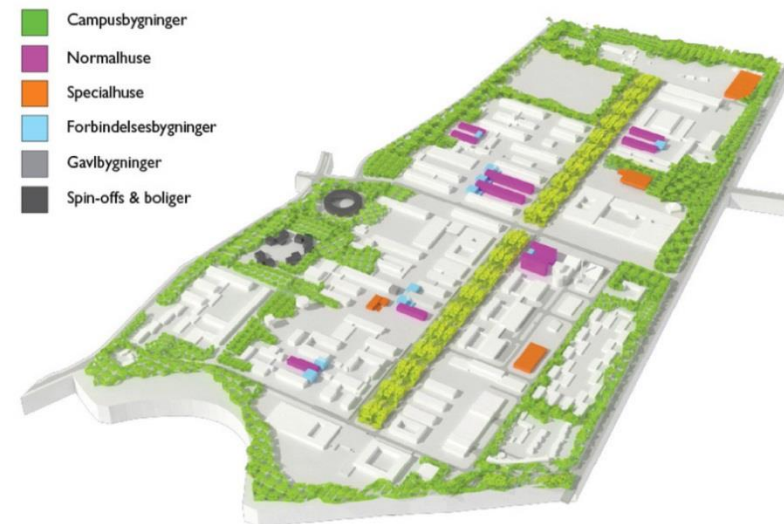 Campusbygninger
Normalhuse
Specialhuse
Forbindelsesbygninger
Gavlbygninger
Spin-offs & boliger